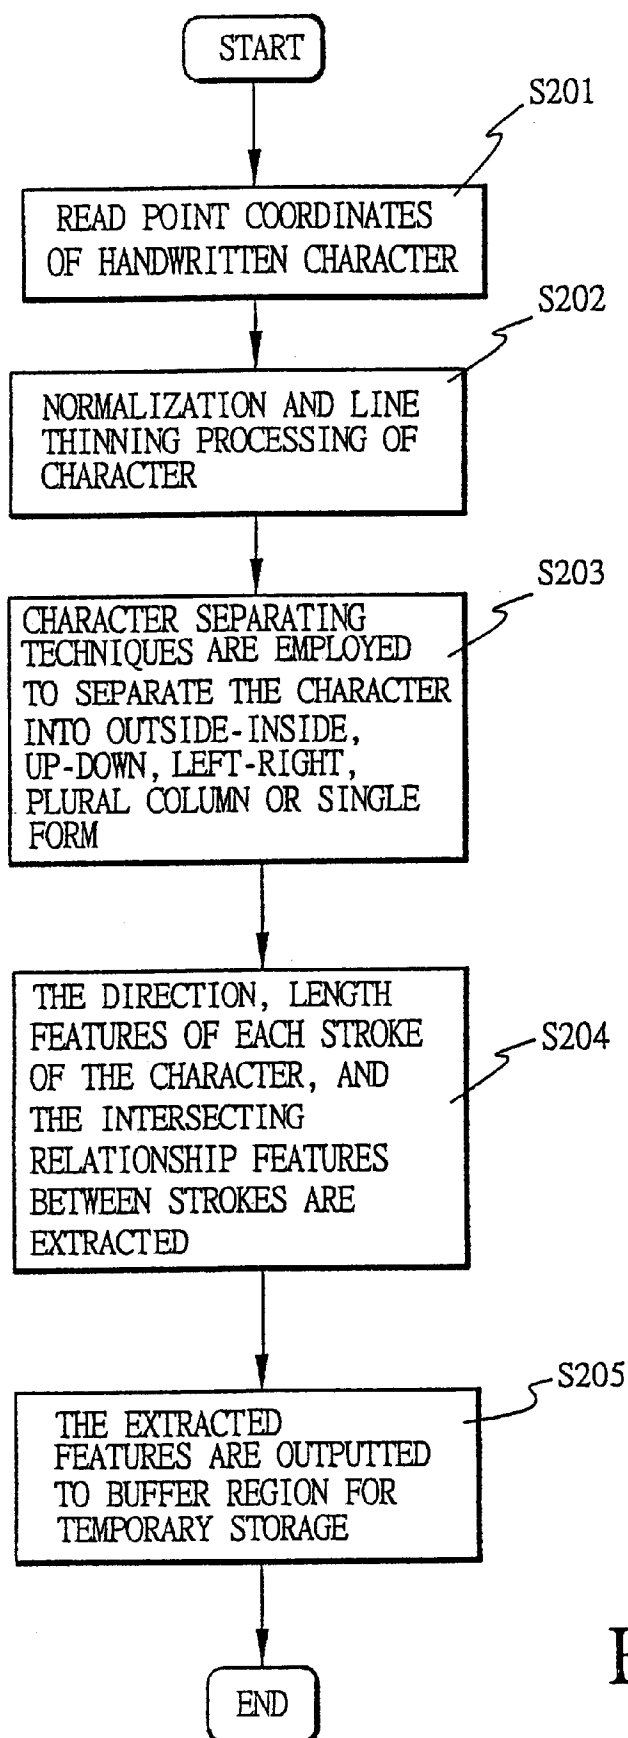 START
S201
READ POINT COORDINATES
OF HANDWRITTEN CHARACTER
S202
NORMALIZATION AND LINE
THINNING PROCESSING OF
CHARACTER
S203
CHARACTER SEPARATING
TECHNIQUES ARE EMPLOYED
TO SEPARATE THE CHARACTER
INTO OUTSIDE-INSIDE,
UP-DOWN, LEFT-RIGHT,
PLURAL COLUMN OR SINGLE
FORM
THE DIRECTION, LENGTH
FEATURES OF EACH STROKE
S204
OF THE CHARACTER, AND
THE INTERSECTING
RELATIONSHIP FEATURES
BETWEEN STROKES ARE
EXTRACTED
S205
THE EXTRACTED
FEATURES ARE OUTPUTTED
TO BUFFER REGION FOR
TEMPORARY STORAGE
END